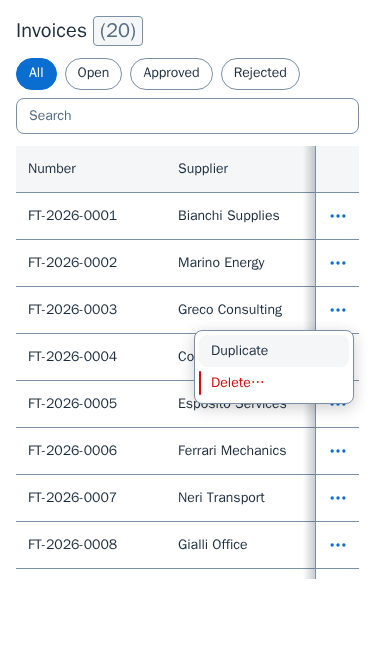 Invoices (20)
All Open Approved Rejected
Search
Number Supplier
FT-2026-0001 Bianchi Supplies
FT-2026-0002 Marino Energy
FT-2026-0003 Greco Consulting
Duplicate
FT-2026-0004
Delete···
FT-2026-0005 Esposito Services
FT-2026-0006 Ferrari Mechanics
FT-2026-0007 Neri Transport
FT-2026-0008 Gialli Office